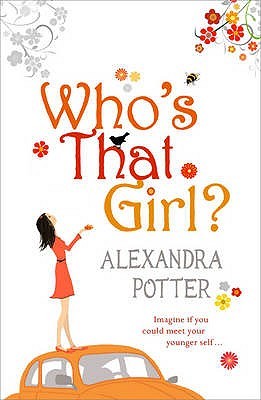 Who's
That
Girl?
ALEXANDRA
POTTER
Imagine if you
could meet your
younger self...